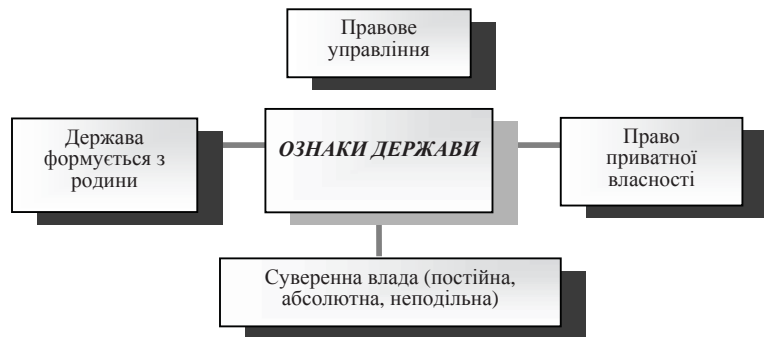 Правове
управління
Держава
формується з
родини
ОЗНАКИ ДЕРЖАВИ
Право
приватної
власності
Суверенна влада (постійна,
абсолютна, неподільна)